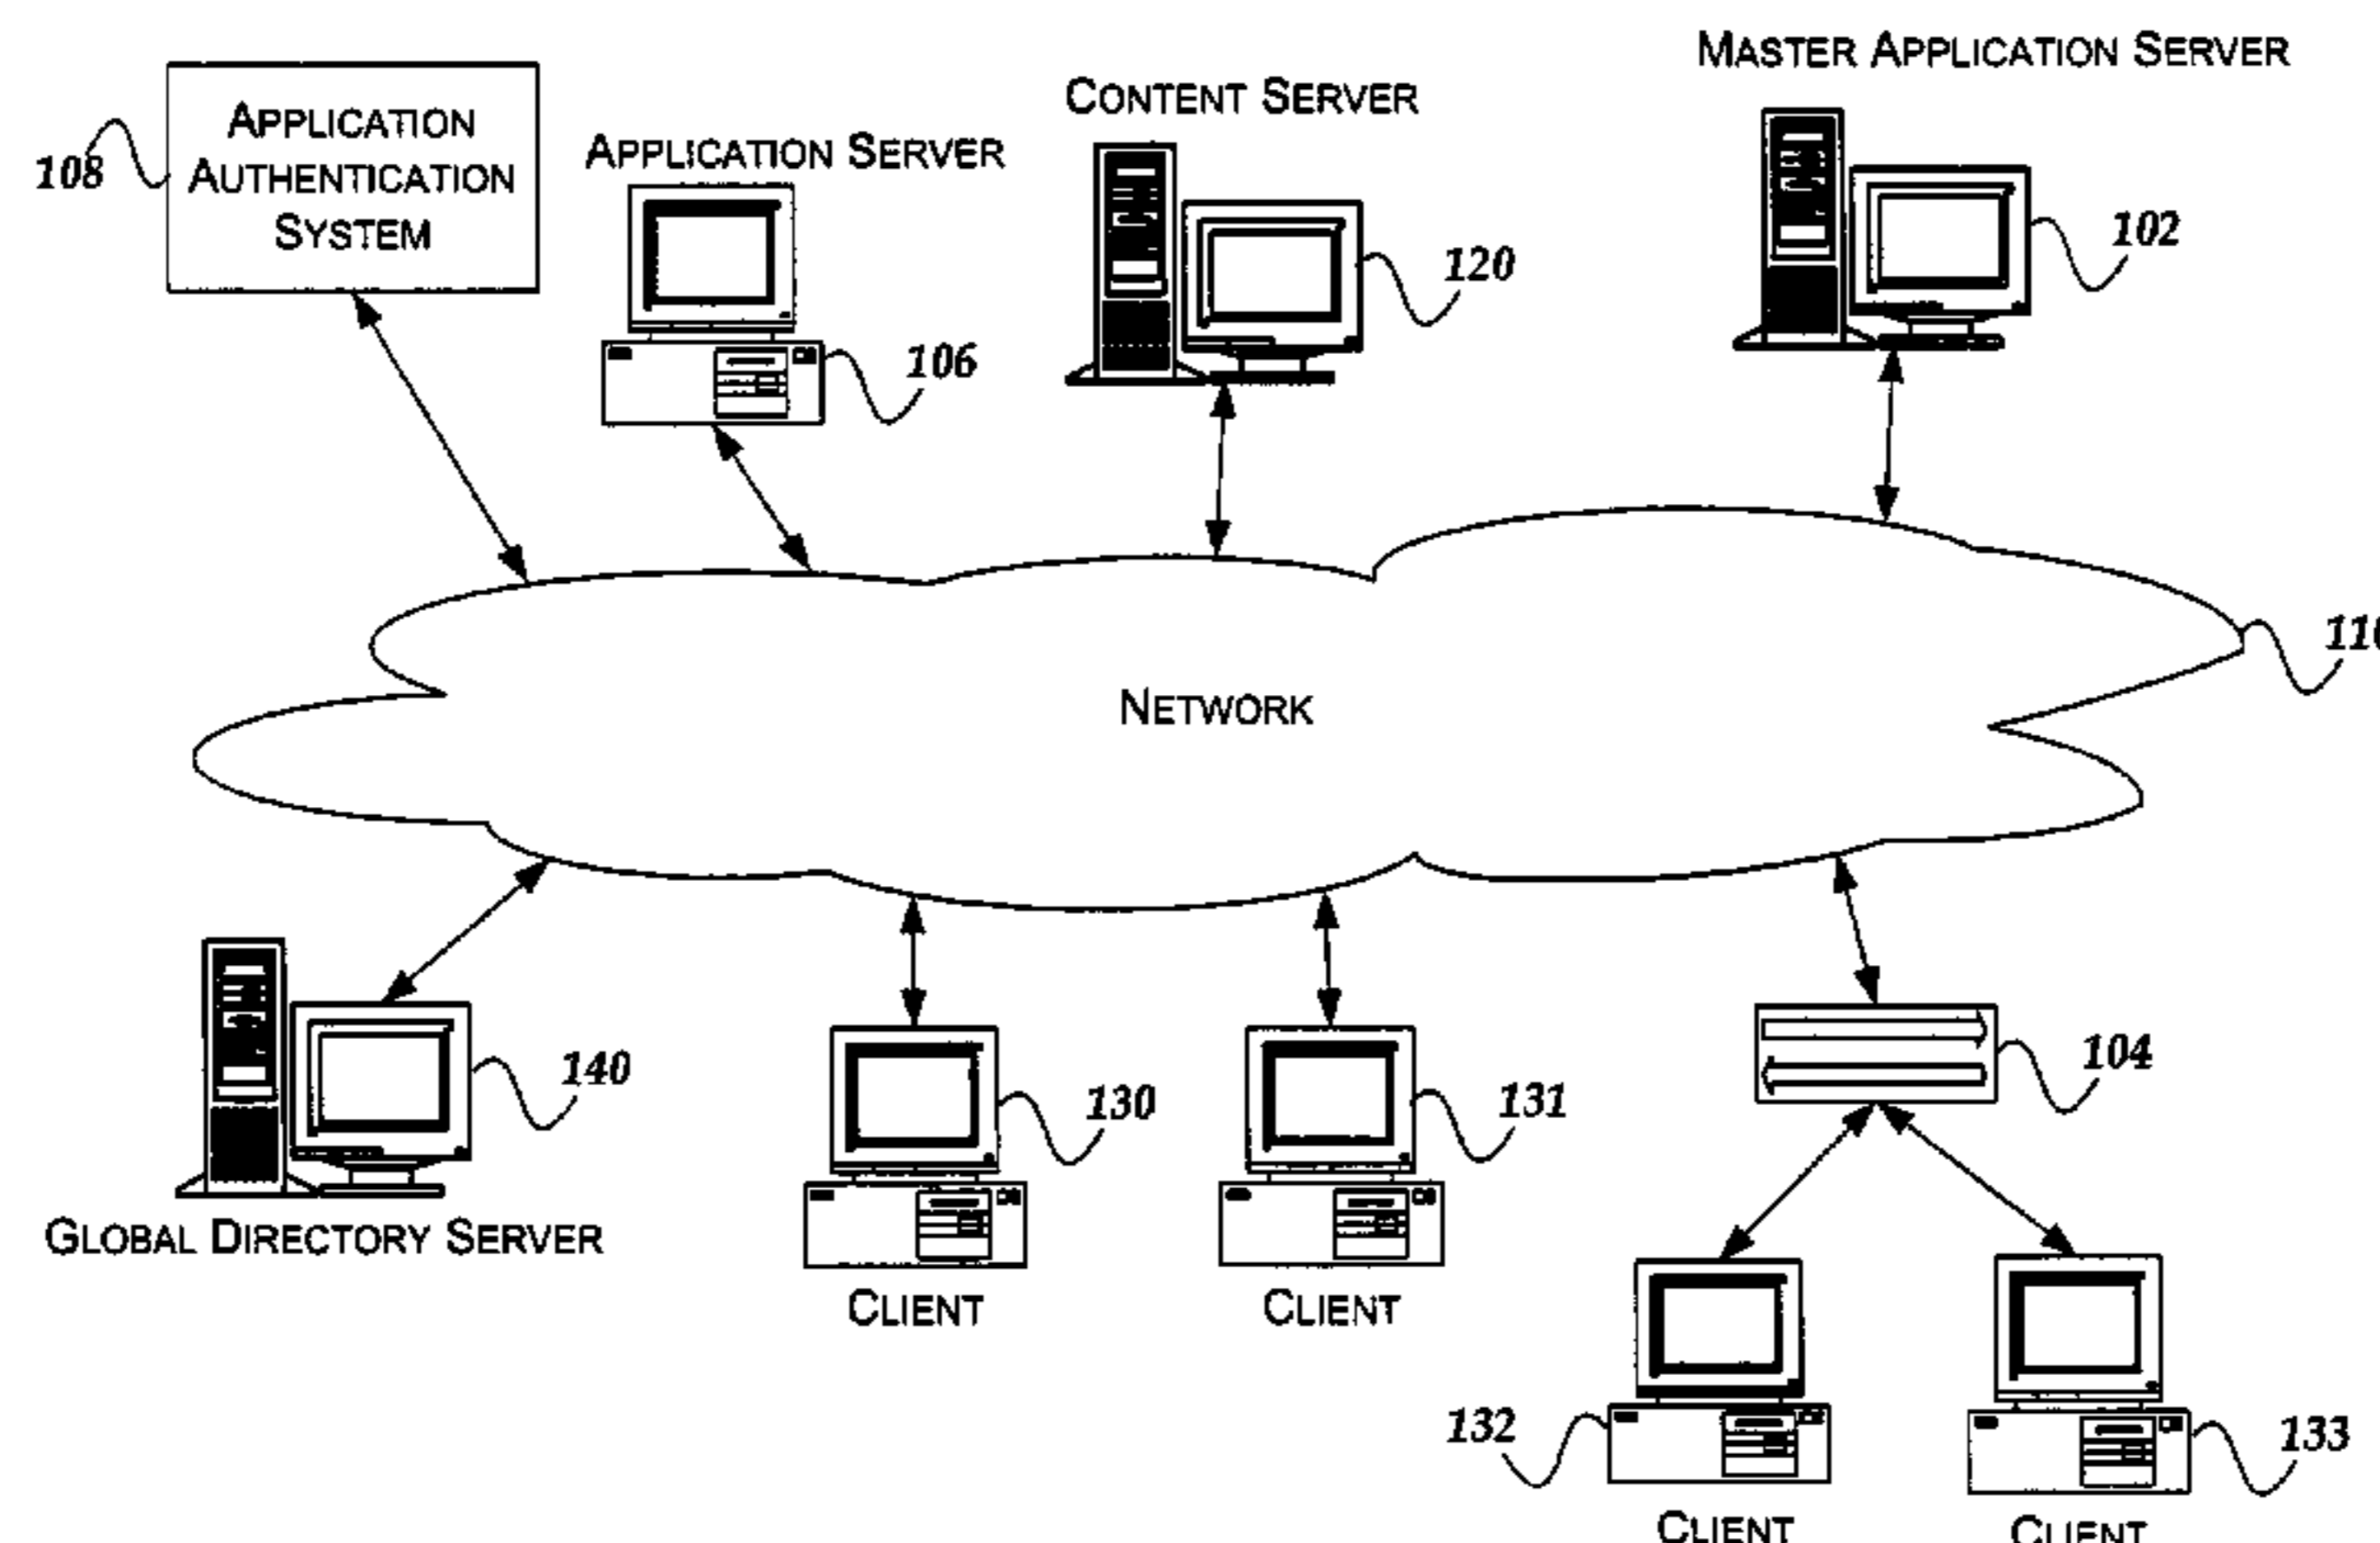 MASTER APPLICATION SERVER
CONTENT SERVER
APPLICATION
AUTHENTICATION
SYSTEM
108
APPLICATION SERVER
102
120
106
110
NETWORK
140
130
131
104
GLOBAL DIRECTORY SERVER
CLIENT
CLIENT
132
133
CLIENT
CLIENT